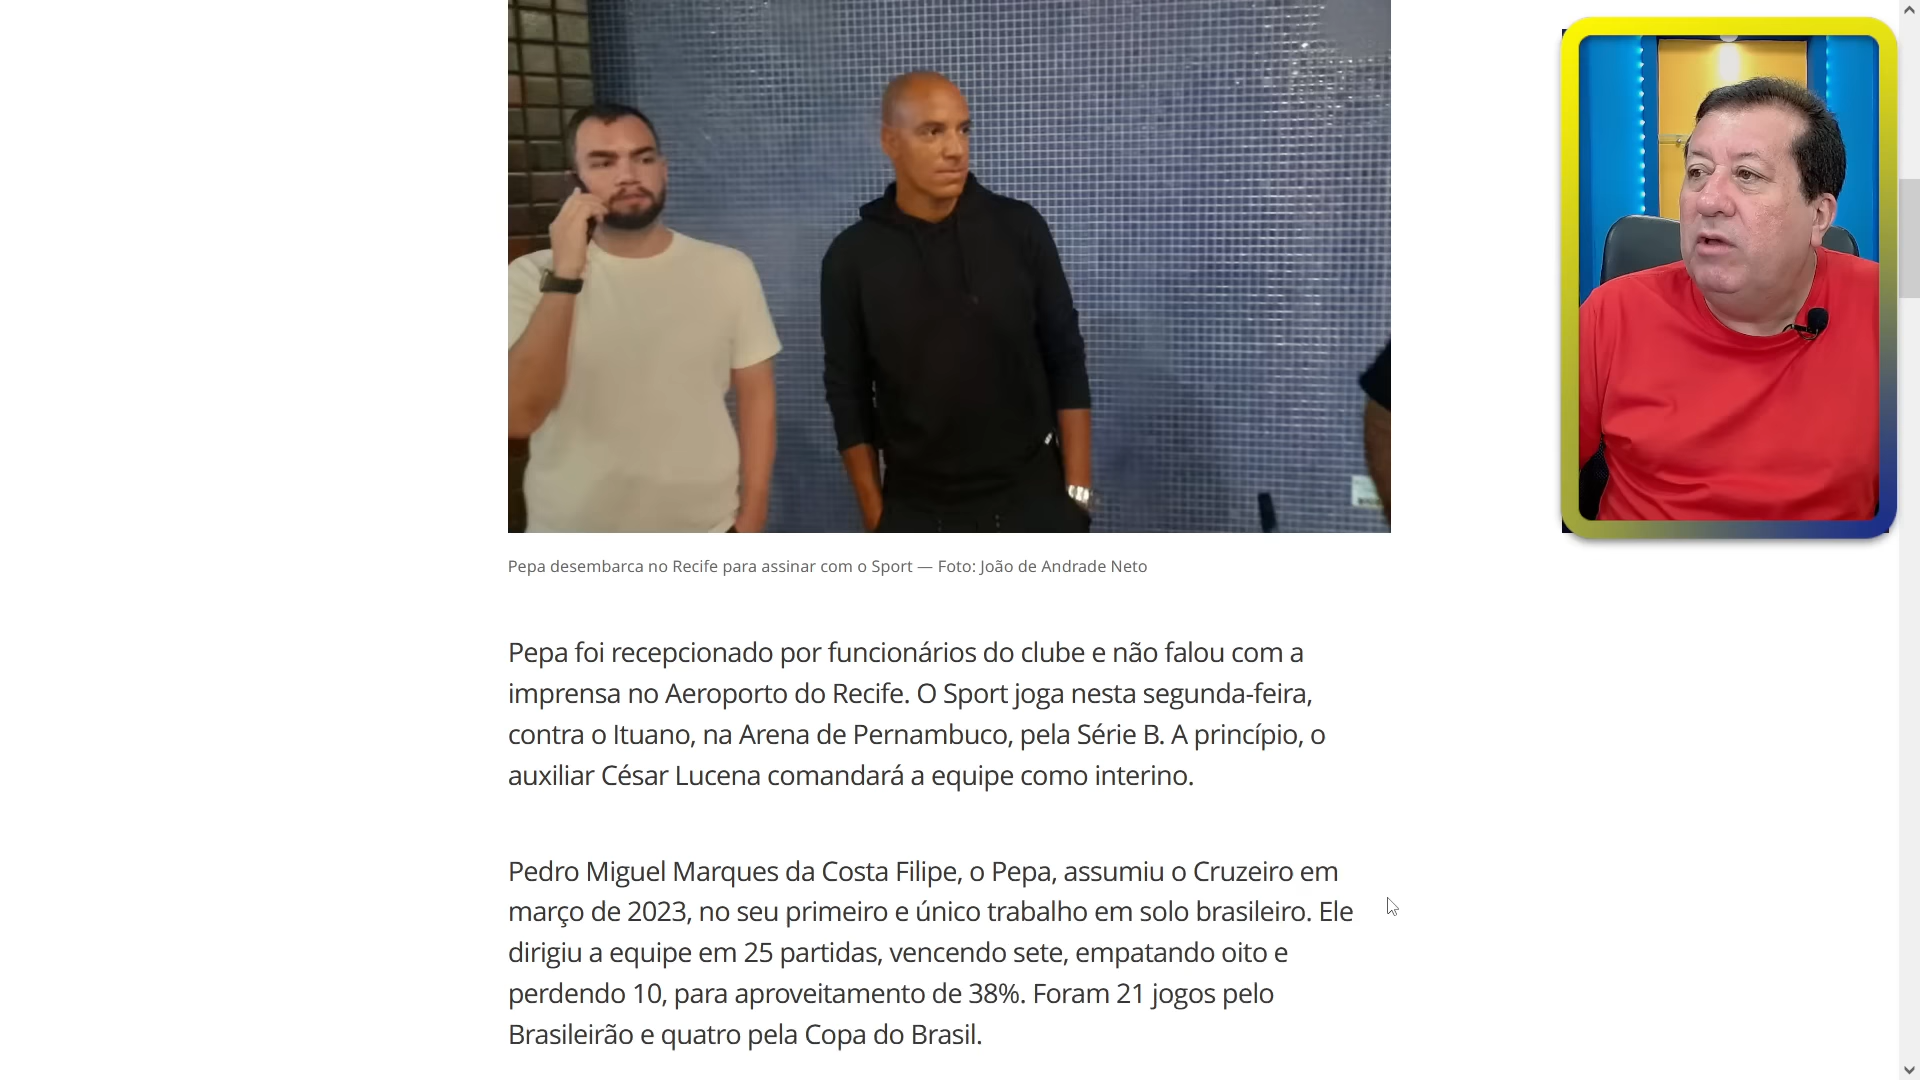 Pepa desembarca no Recife para assinar com o Sport — Foto: João de Andrade Neto
Pepa foi recepcionado por funcionários do clube e não falou com a
imprensa no Aeroporto do Recife. O Sport joga nesta segunda-feira,
contra o Ituano, na Arena de Pernambuco, pela Série B. A princípio, o
auxiliar César Lucena comandará a equipe como interino.
Pedro Miguel Marques da Costa Filipe, o Pepa, assumiu o Cruzeiro em
março de 2023, no seu primeiro e único trabalho em solo brasileiro. Ele
dirigiu a equipe em 25 partidas, vencendo sete, empatando oito e
perdendo 10, para aproveitamento de 38%. Foram 21 jogos pelo
Brasileirão e quatro pela Copa do Brasil.